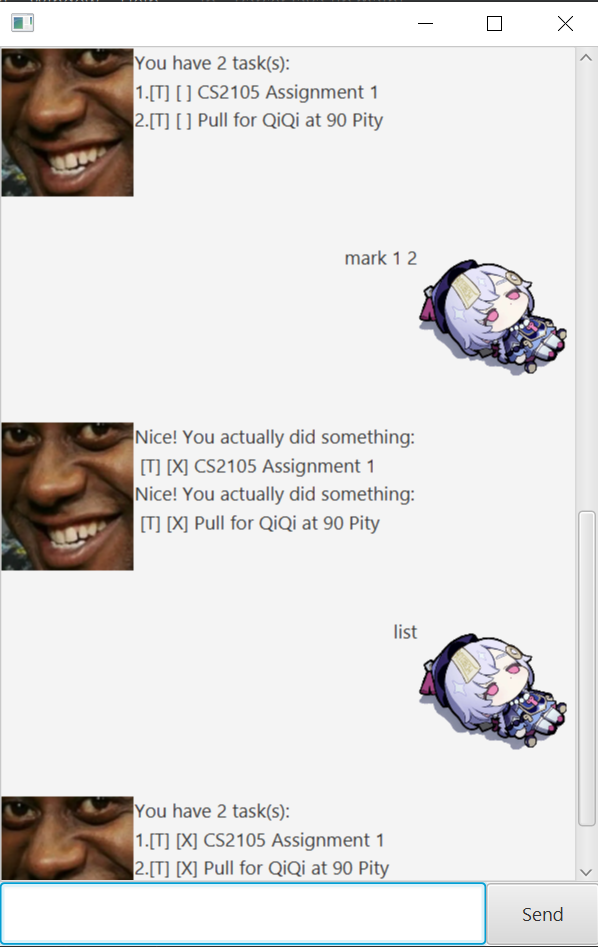 You have 2 task(s):
1.[T] [ ] CS2105 Assignment 1
2.[T] [ ] Pull for QiQi at 90 Pity
mark 1 2
Nice! You actually did something:
[T] [X] CS2105 Assignment 1
Nice! You actually did something:
[T] [X] Pull for QiQi at 90 Pity
list
You have 2 task(s):
1.[T] [X] CS2105 Assignment 1
2.[T] [X] Pull for QiQi at 90 Pity
Send